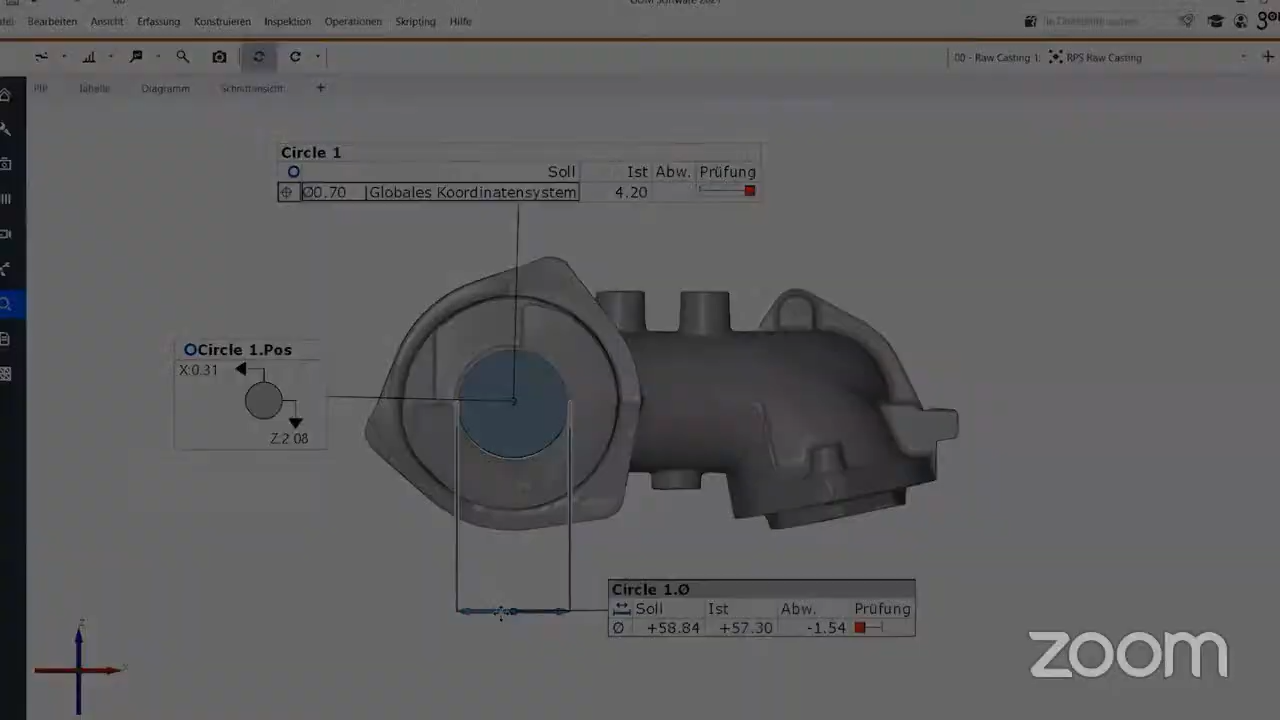 Bearbeiten Ansicht Erfassung Konstruieren Inspektion Operationen Skripting Hilfe
00 - Raw Casting 1: RPS Raw Casting
PIP Tabelle Diagramm Schnittansicht +
Circle 1
Soll Ist Abw. Prüfung
Ø0.70 |Globales Koordinatensystem 4.20
Circle 1.Pos
X:0.31
Z:2.08
Circle 1.Ø
Soll Ist Abw. Prüfung
Ø +58.84 +57.30 -1.54
z
x
zoom